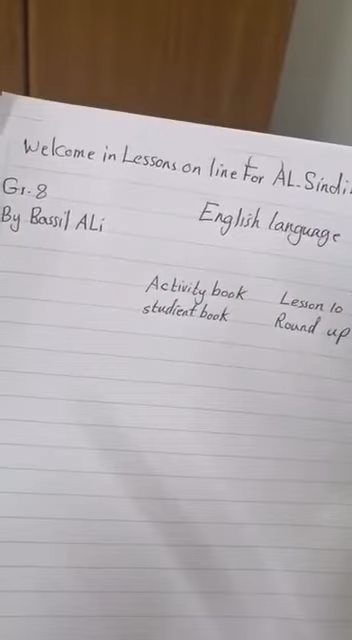 Welcome in Lessons on line For AL-Sindi
Gr.8
English language
By Bassil ALi
Activity book Lesson 10
studient book Round up